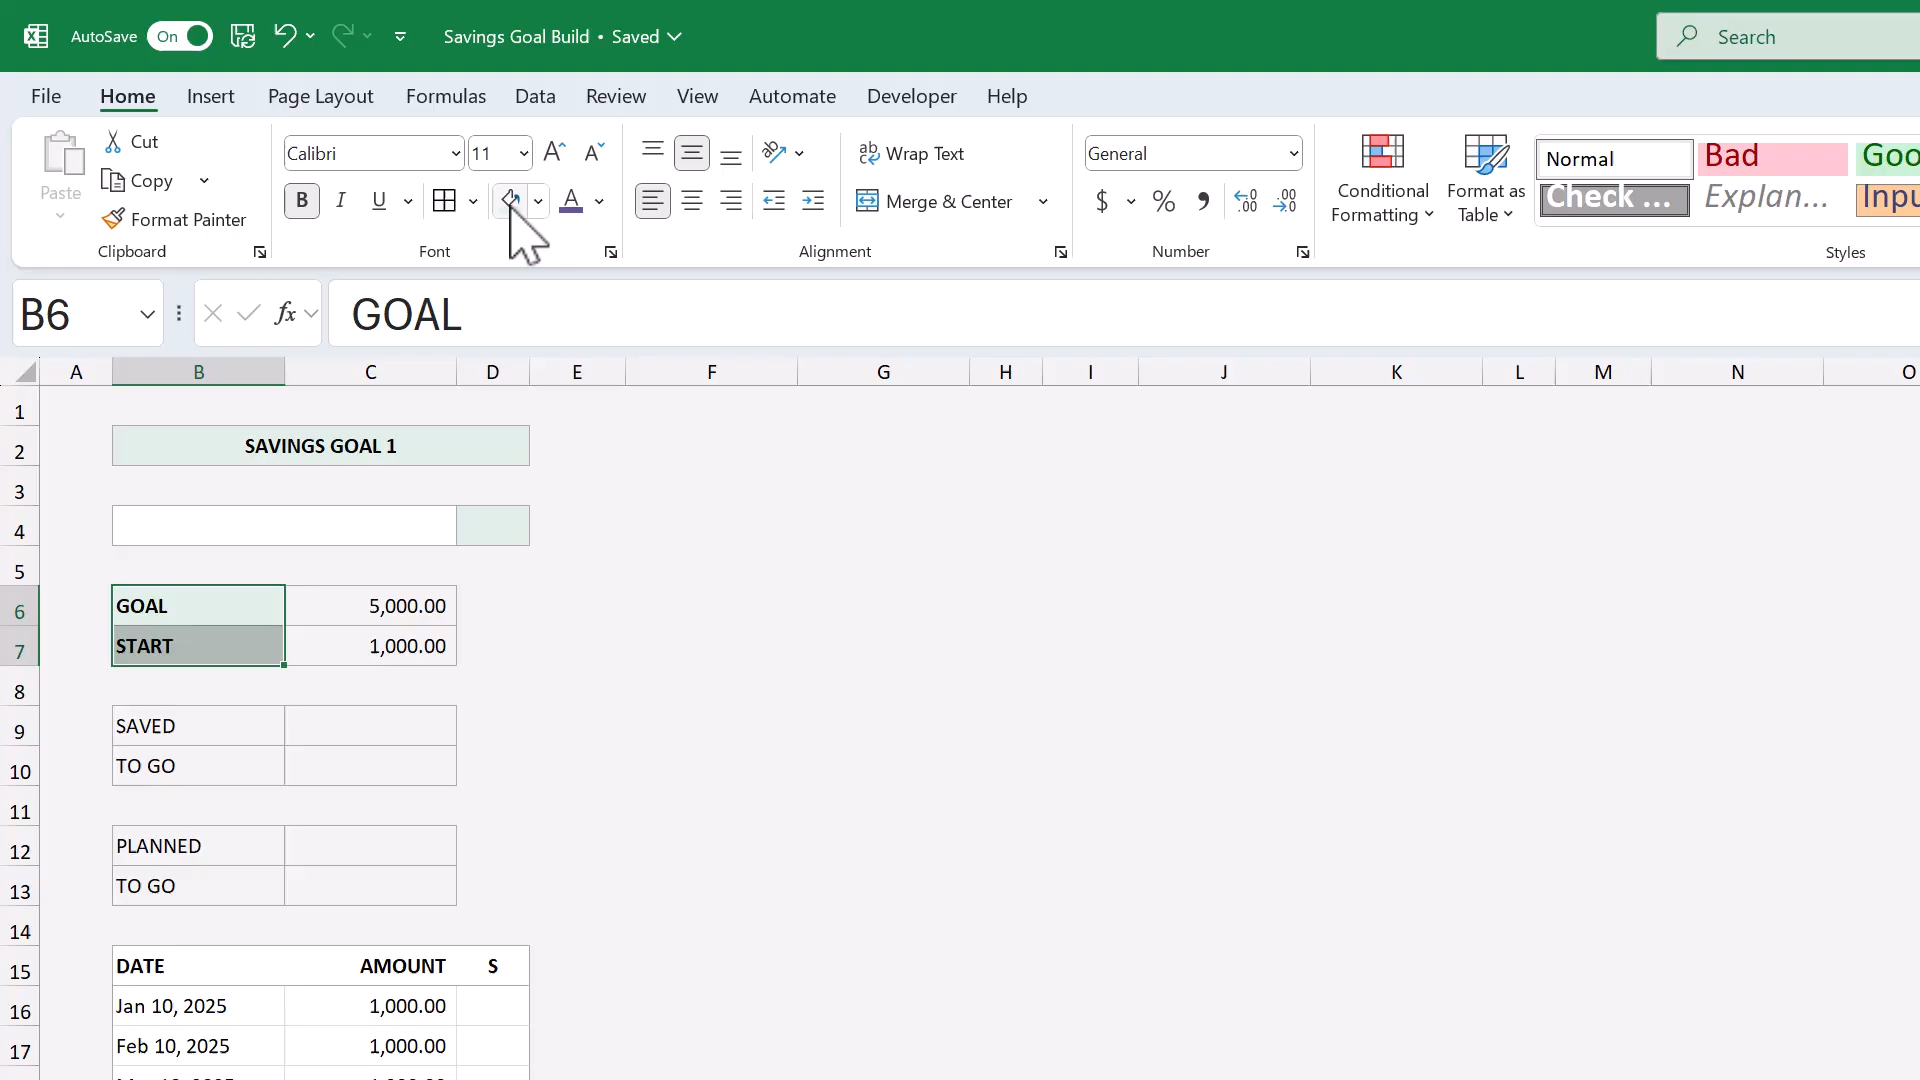 AutoSave On Savings Goal Build • Saved Search
File Home Insert Page Layout Formulas Data Review View Automate Developer Help
Paste Cut Copy Format Painter Clipboard
Calibri 11 B I U A Font
ab Wrap Text Merge & Center Alignment
General $ % Number
Conditional Formatting Format as Table
Normal Bad Goo
Check ... Explan... Inpu
Styles
B6 fx GOAL
A B C D E F G H I J K L M N O
1
2 SAVINGS GOAL 1
3
4
5
6 GOAL 5,000.00
7 START 1,000.00
8
9 SAVED
10 TO GO
11
12 PLANNED
13 TO GO
14
15 DATE AMOUNT S
16 Jan 10, 2025 1,000.00
17 Feb 10, 2025 1,000.00